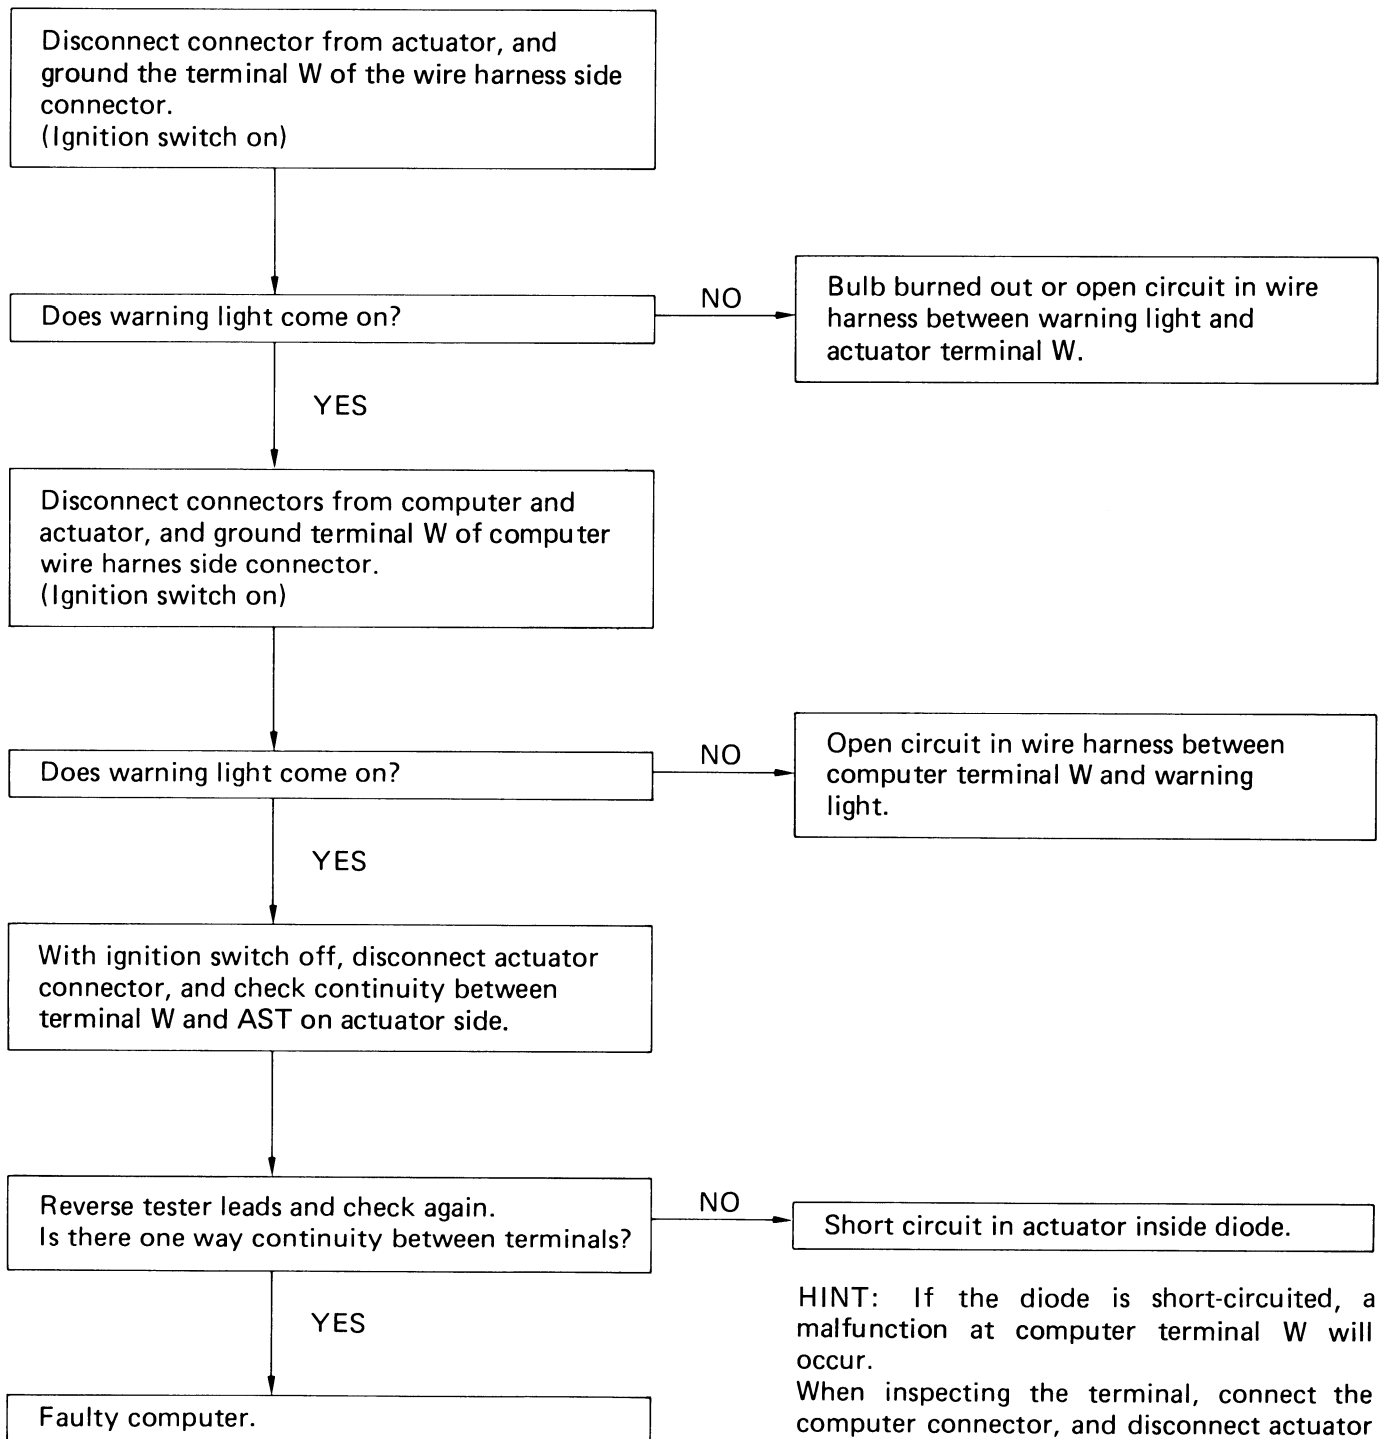 Disconnect connector from actuator, and
ground the terminal W of the wire harness side
connector.
(Ignition switch on)
Does warning light come on?
NO
Bulb burned out or open circuit in wire
harness between warning light and
actuator terminal W.
YES
Disconnect connectors from computer and
actuator, and ground terminal W of computer
wire harnes side connector.
(Ignition switch on)
Does warning light come on?
NO
Open circuit in wire harness between
computer terminal W and warning
light.
YES
With ignition switch off, disconnect actuator
connector, and check continuity between
terminal W and AST on actuator side.
Reverse tester leads and check again.
Is there one way continuity between terminals?
NO
Short circuit in actuator inside diode.
YES
Faulty computer.
HINT: If the diode is short-circuited, a
malfunction at computer terminal W will
occur.
When inspecting the terminal, connect the
computer connector, and disconnect actuator